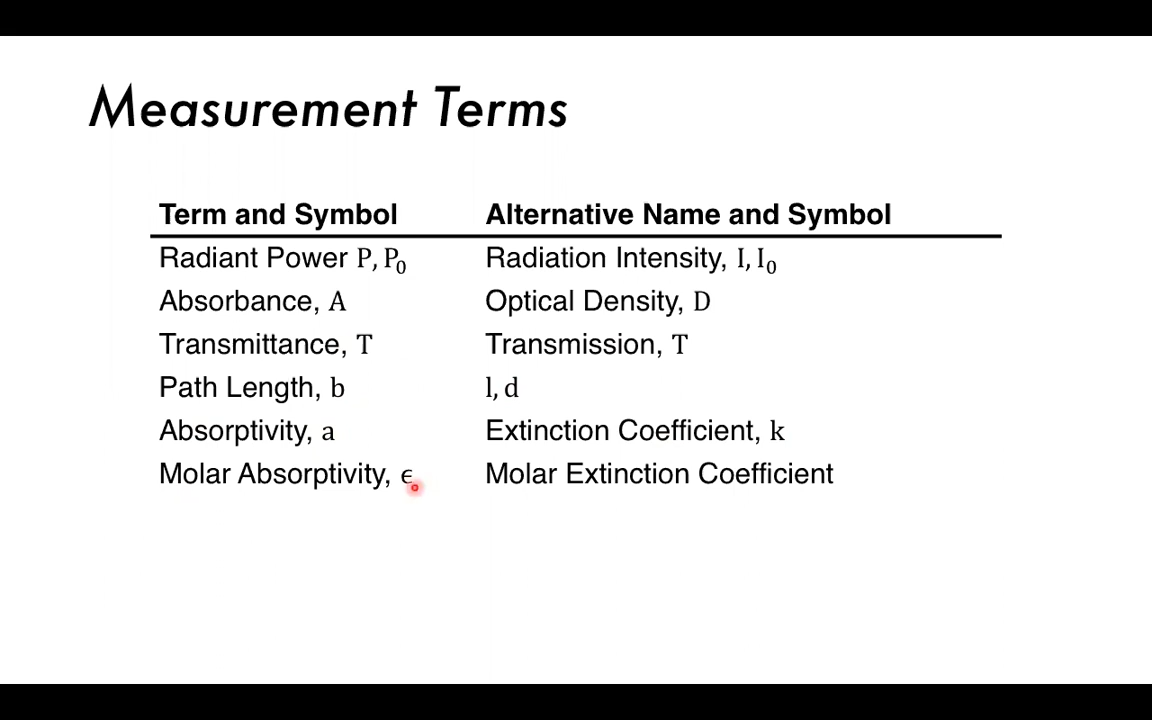 Measurement Terms
Term and Symbol Alternative Name and Symbol
Radiant Power P, P₀ Radiation Intensity, I, I₀
Absorbance, A Optical Density, D
Transmittance, T Transmission, T
Path Length, b l, d
Absorptivity, a Extinction Coefficient, k
Molar Absorptivity, ϵ Molar Extinction Coefficient